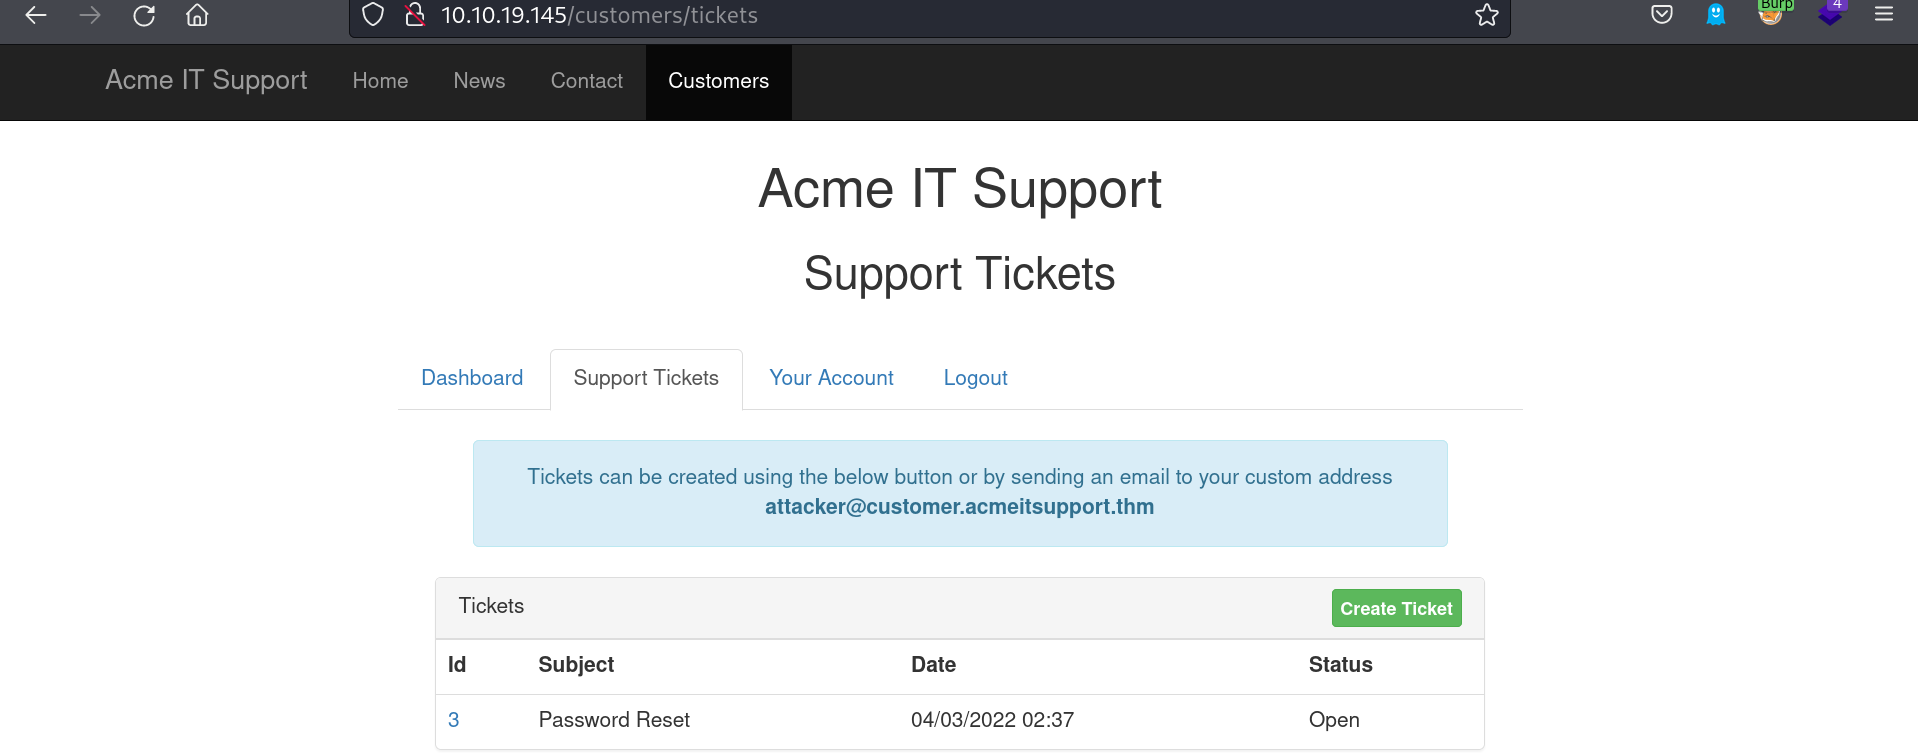 10.10.19.145/customers/tickets
Burp
4
Acme IT Support Home News Contact Customers
Acme IT Support
Support Tickets
Dashboard Support Tickets Your Account Logout
Tickets can be created using the below button or by sending an email to your custom address
attacker@customer.acmeitsupport.thm
Tickets Create Ticket
Id Subject Date Status
3 Password Reset 04/03/2022 02:37 Open